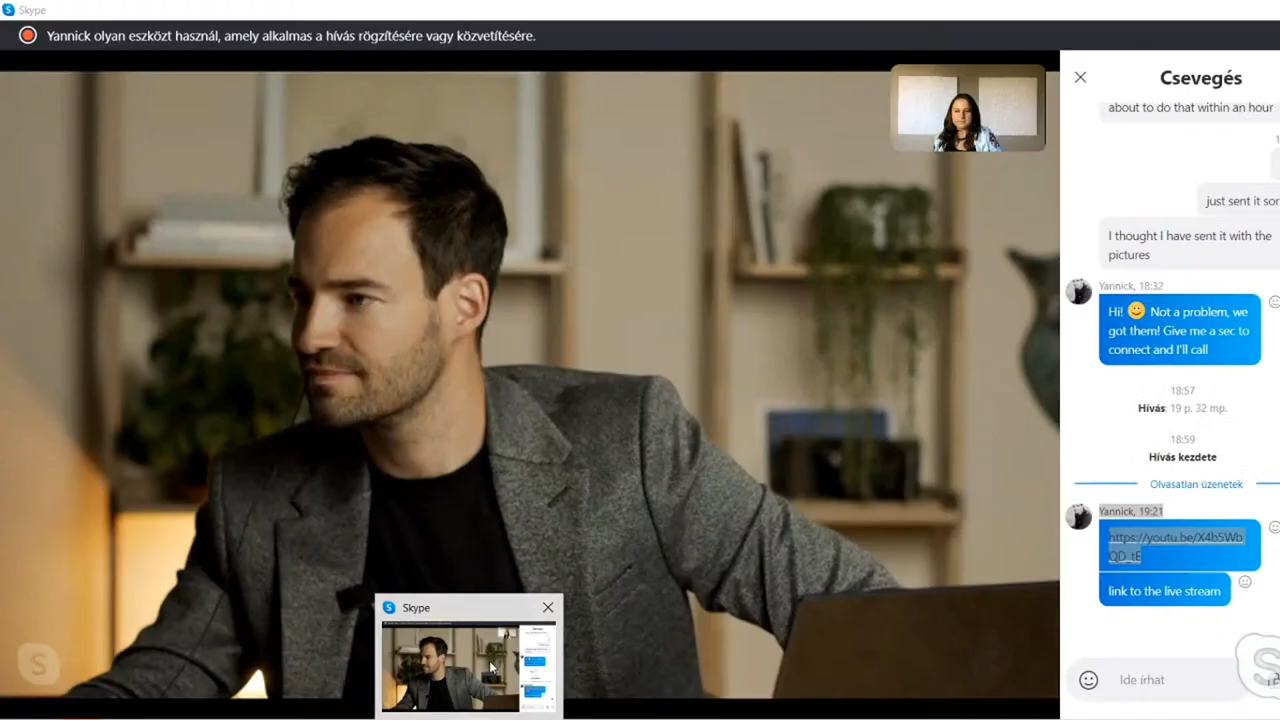 Skype
Yannick olyan eszközt használ, amely alkalmas a hívás rögzítésére vagy közvetítésére.
Csevegés
about to do that within an hour
just sent it
I thought I have sent it with the
pictures
Yannick, 18:32
Hi! 🙂 Not a problem, we
got them! Give me a sec to
connect and I'll call
18:57
Hívás: 19 p. 32 mp.
18:59
Hívás kezdete
Olvasatlan üzenetek
Yannick, 19:21
https://youtu.be/X4b5Wb
QD_tE
link to the live stream
Skype
Ide írhat